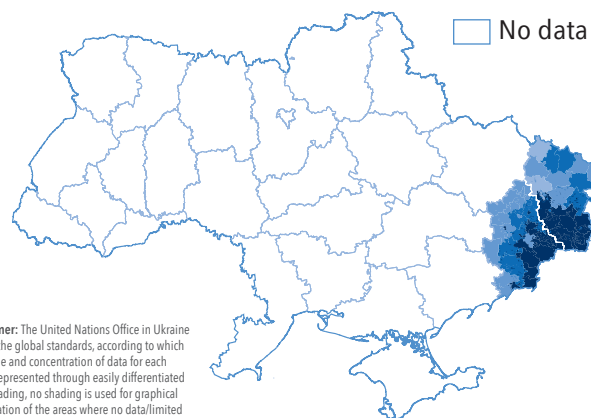 No data
mer: The United Nations Office in Ukraine
the global standards, according to which
e and concentration of data for each
epresented through easily differentiated
ading, no shading is used for graphical
ation of the areas where no data/limited